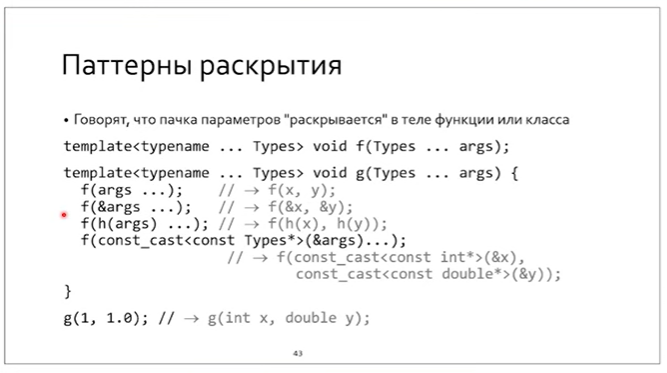 Паттерны раскрытия
• Говорят, что пачка параметров "раскрывается" в теле функции или класса
template<typename ... Types> void f(Types ... args);
template<typename ... Types> void g(Types ... args) {
f(args ...); // → f(x, y);
f(&args ...); // → f(&x, &y);
f(h(args) ...); // → f(h(x), h(y));
f(const_cast<const Types*>(&args)...);
// → f(const_cast<const int*>(&x),
const_cast<const double*>(&y));
}
g(1, 1.0); // → g(int x, double y);
43